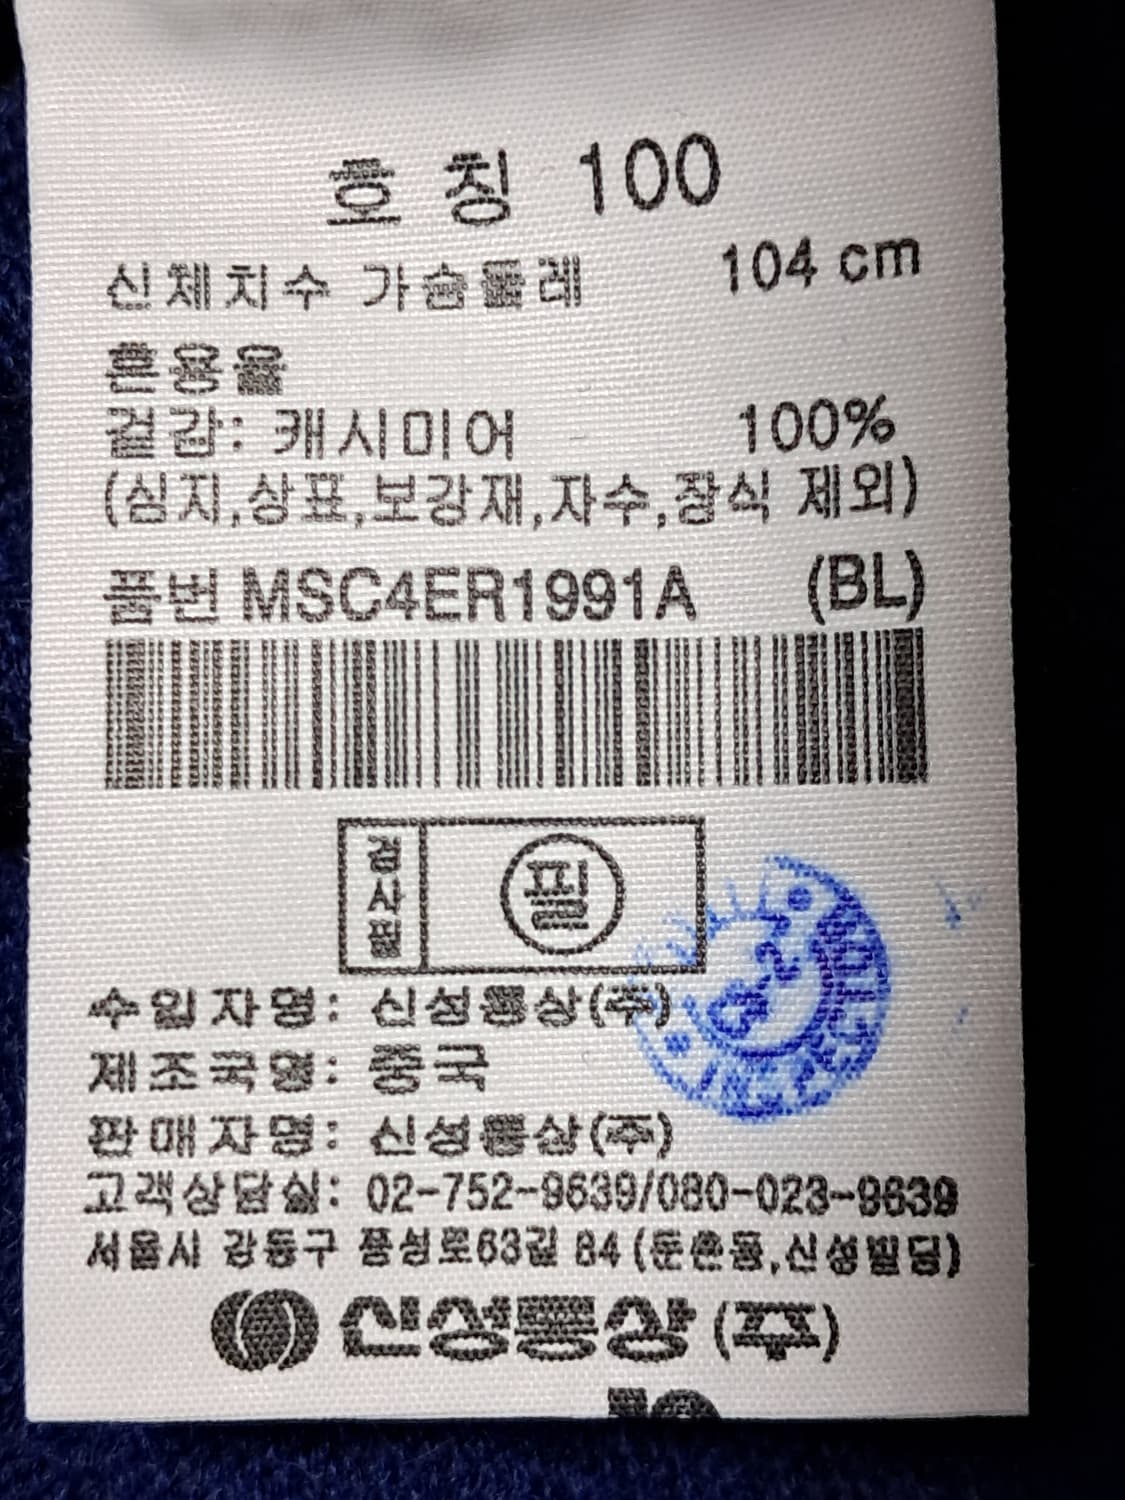 호칭 100
신체치수 가슴둘레 104 cm
혼용율
겉감: 캐시미어 100%
(심지,상표,보강재,자수,장식 제외)
품번 MSC4ER1991A (BL)
검사필
필
수입자명: 신성통상(주)
제조국명: 중국
판매자명: 신성통상(주)
고객상담실: 02-752-9639/080-023-9639
서울시 강동구 풍성로63길 84 (둔촌동,신성빌딩)
신성통상(주)